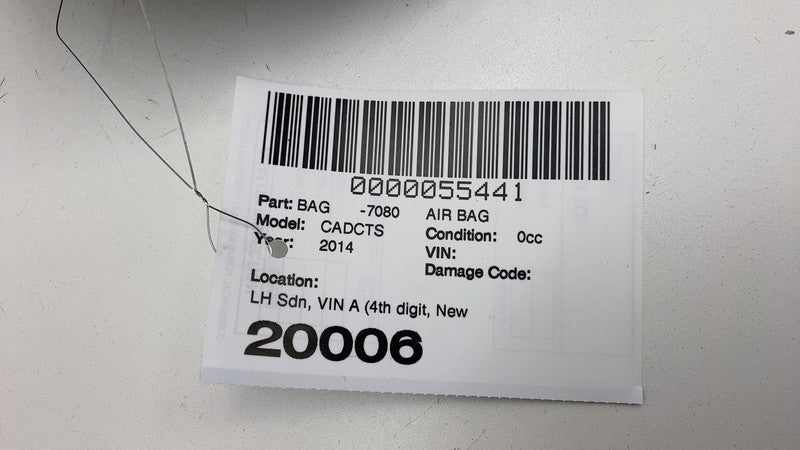 0000055441
Part: BAG -7080 AIR BAG
Model: CADCTS Condition: 0cc
Year: 2014 VIN:
Damage Code:
Location:
LH Sdn, VIN A (4th digit, New
20006